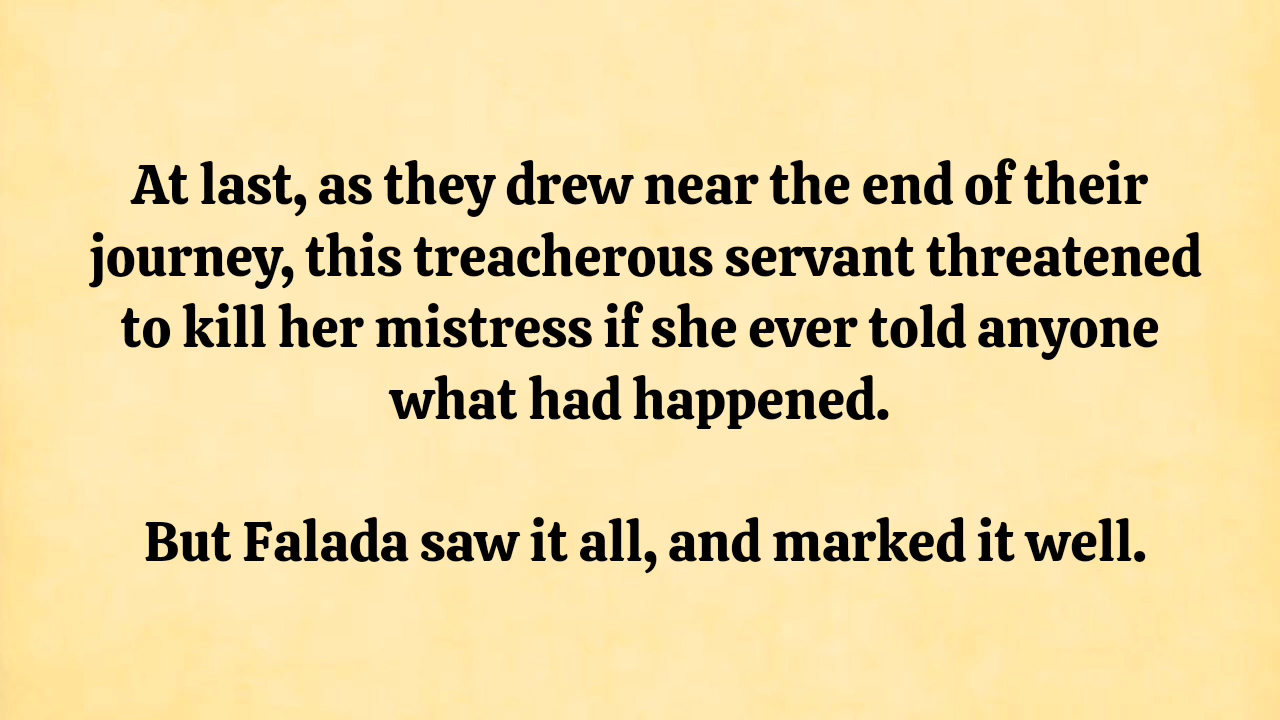 At last, as they drew near the end of their
journey, this treacherous servant threatened
to kill her mistress if she ever told anyone
what had happened.
But Falada saw it all, and marked it well.